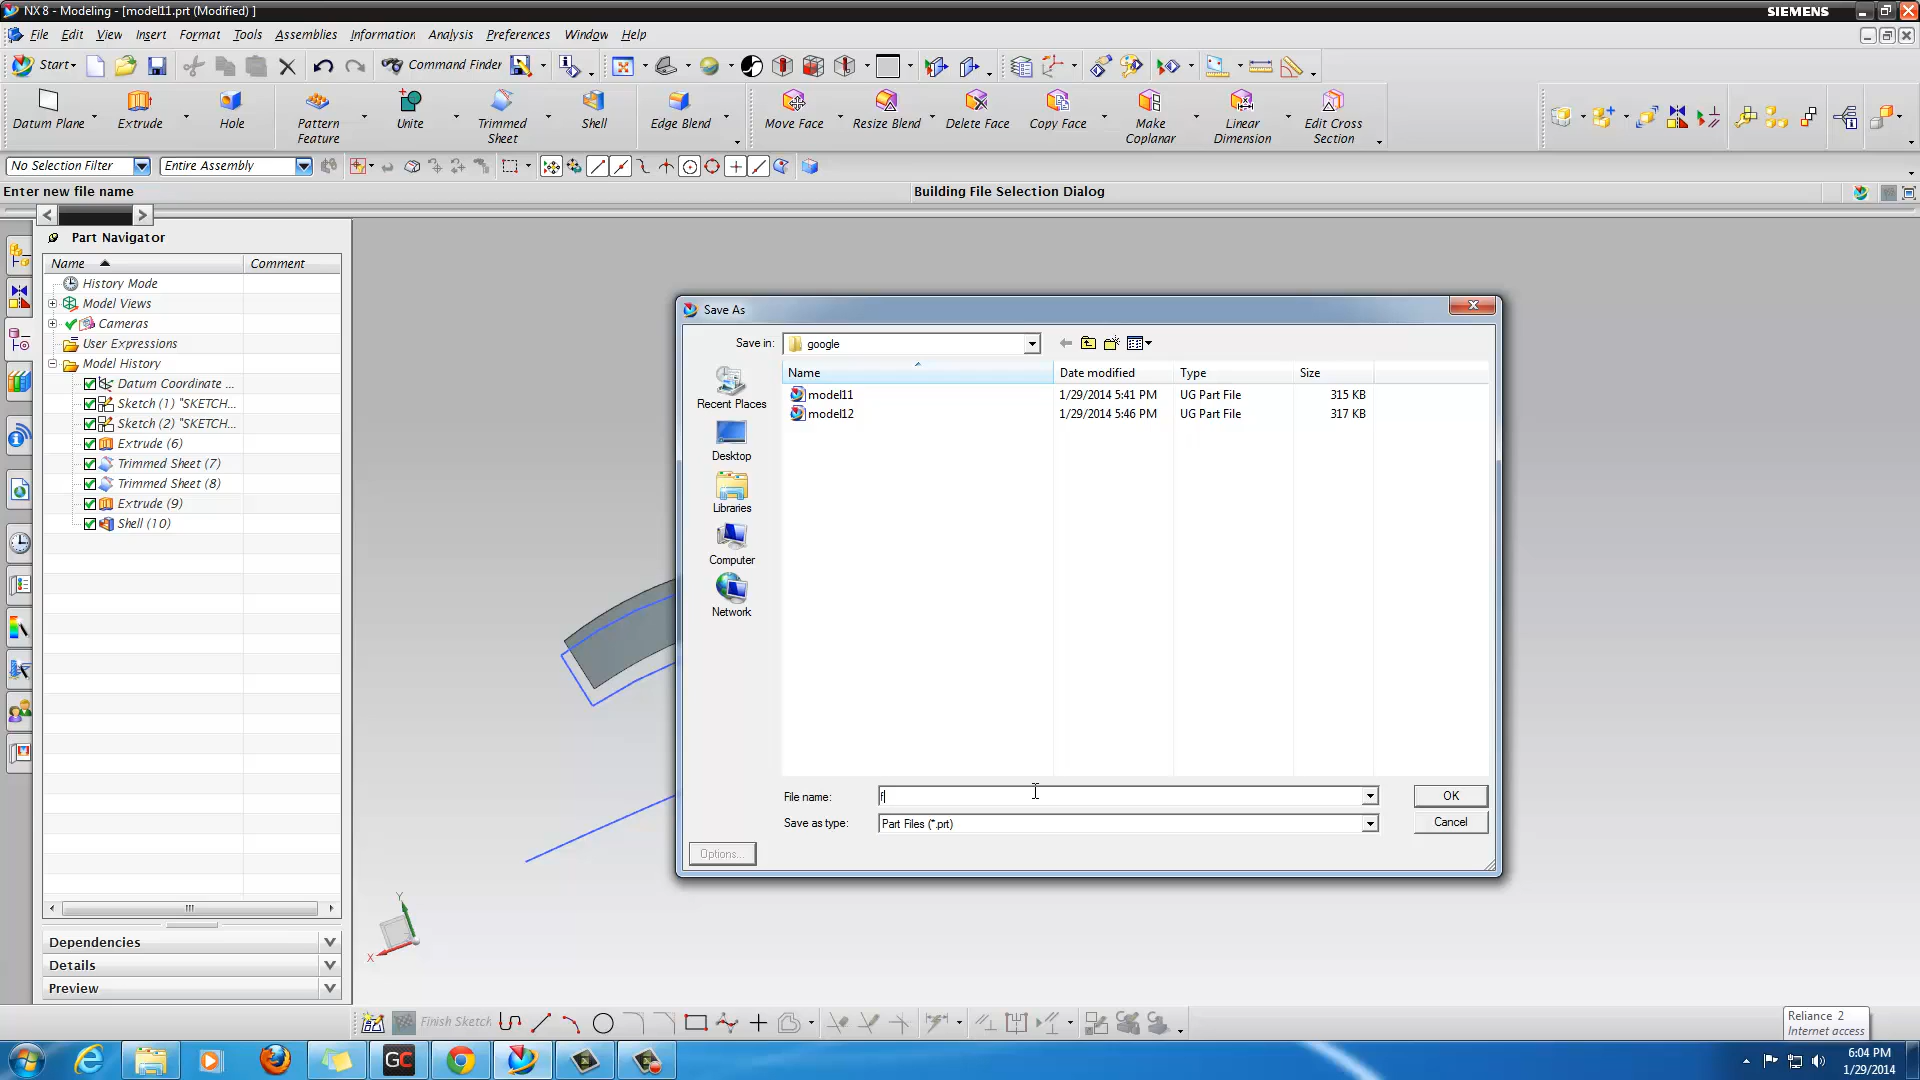 NX 8 - Modeling - [model11.prt (Modified) ]
SIEMENS
File Edit View Insert Format Tools Assemblies Information Analysis Preferences Window Help
Start Command Finder
Datum Plane Extrude Hole Pattern Feature Unite Trimmed Sheet Shell Edge Blend Move Face Resize Blend Delete Face Copy Face Make Coplanar Linear Dimension Edit Cross Section
No Selection Filter Entire Assembly
Enter new file name Building File Selection Dialog
Part Navigator
Name Comment
History Mode
Model Views
Cameras
User Expressions
Model History
Datum Coordinate ...
Sketch (1) "SKETCH...
Sketch (2) "SKETCH...
Extrude (6)
Trimmed Sheet (7)
Trimmed Sheet (8)
Extrude (9)
Shell (10)
Dependencies
Details
Preview
Save As
Save in: google
Name Date modified Type Size
model11 1/29/2014 5:41 PM UG Part File 315 KB
model12 1/29/2014 5:46 PM UG Part File 317 KB
Recent Places
Desktop
Libraries
Computer
Network
File name: f OK
Save as type: Part Files (*.prt) Cancel
Options...
Y
X
Finish Sketch
Reliance 2
Internet access
GC
6:04 PM
1/29/2014